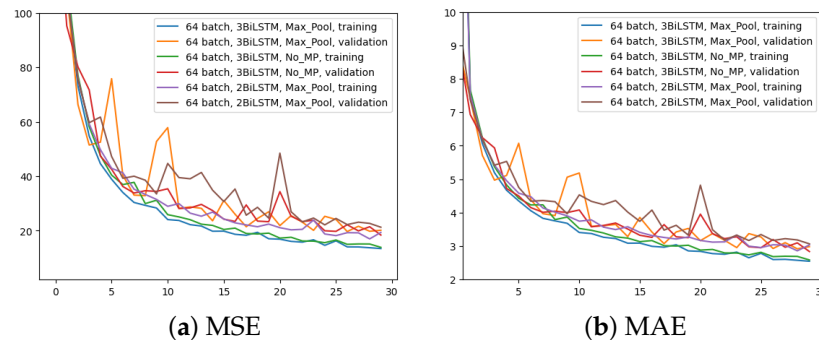 100
80
60
40
20
0
5
10
15
20
25
30
64 batch, 3BiLSTM, Max_Pool, training
64 batch, 3BiLSTM, Max_Pool, validation
64 batch, 3BiLSTM, No_MP, training
64 batch, 3BiLSTM, No_MP, validation
64 batch, 2BiLSTM, Max_Pool, training
64 batch, 2BiLSTM, Max_Pool, validation
(a) MSE
10
9
8
7
6
5
4
3
2
5
10
15
20
25
30
64 batch, 3BiLSTM, Max_Pool, training
64 batch, 3BiLSTM, Max_Pool, validation
64 batch, 3BiLSTM, No_MP, training
64 batch, 3BiLSTM, No_MP, validation
64 batch, 2BiLSTM, Max_Pool, training
64 batch, 2BiLSTM, Max_Pool, validation
(b) MAE